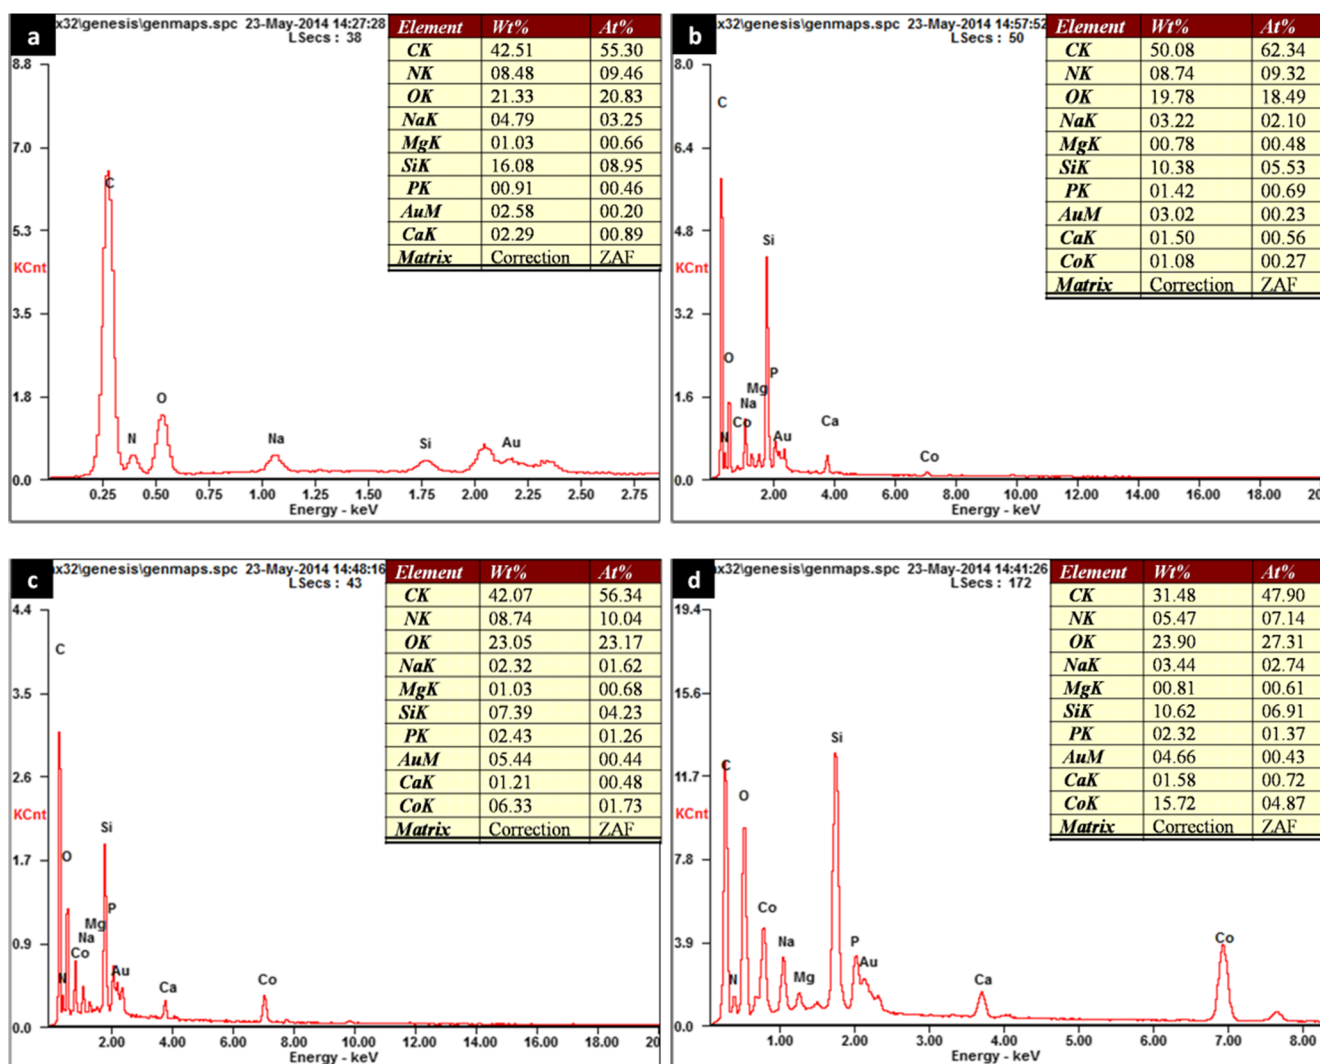 a
x32\genesis\genmaps.spc 23-May-2014 14:27:28
LSecs : 38
Element Wt% At%
CK 42.51 55.30
NK 08.48 09.46
OK 21.33 20.83
NaK 04.79 03.25
MgK 01.03 00.66
SiK 16.08 08.95
PK 00.91 00.46
AuM 02.58 00.20
CaK 02.29 00.89
Matrix Correction ZAF
8.8
7.0
5.3
KCnt
3.5
1.8
0.0
C
N
O
Na
Si
Au
0.25 0.50 0.75 1.00 1.25 1.50 1.75 2.00 2.25 2.50 2.75
Energy - keV
b
x32\genesis\genmaps.spc 23-May-2014 14:57:52
LSecs : 50
Element Wt% At%
CK 50.08 62.34
NK 08.74 09.32
OK 19.78 18.49
NaK 03.22 02.10
MgK 00.78 00.48
SiK 10.38 05.53
PK 01.42 00.69
AuM 03.02 00.23
CaK 01.50 00.56
CoK 01.08 00.27
Matrix Correction ZAF
8.0
6.4
4.8
KCnt
3.2
1.6
0.0
C
O
N
Co
Na
Mg
Si
P
Au
Ca
Co
2.00 4.00 6.00 8.00 10.00 12.00 14.00 16.00 18.00 20
Energy - keV
c
x32\genesis\genmaps.spc 23-May-2014 14:48:16
LSecs : 43
Element Wt% At%
CK 42.07 56.34
NK 08.74 10.04
OK 23.05 23.17
NaK 02.32 01.62
MgK 01.03 00.68
SiK 07.39 04.23
PK 02.43 01.26
AuM 05.44 00.44
CaK 01.21 00.48
CoK 06.33 01.73
Matrix Correction ZAF
4.4
3.5
2.6
KCnt
1.7
0.9
0.0
C
O
N
Co
Na
Mg
Si
P
Au
Ca
Co
2.00 4.00 6.00 8.00 10.00 12.00 14.00 16.00 18.00 20
Energy - keV
d
x32\genesis\genmaps.spc 23-May-2014 14:41:26
LSecs : 172
Element Wt% At%
CK 31.48 47.90
NK 05.47 07.14
OK 23.90 27.31
NaK 03.44 02.74
MgK 00.81 00.61
SiK 10.62 06.91
PK 02.32 01.37
AuM 04.66 00.43
CaK 01.58 00.72
CoK 15.72 04.87
Matrix Correction ZAF
19.4
15.6
11.7
KCnt
7.8
3.9
0.0
C
N
O
Co
Na
Mg
Si
P
Au
Ca
Co
1.00 2.00 3.00 4.00 5.00 6.00 7.00 8.00
Energy - keV